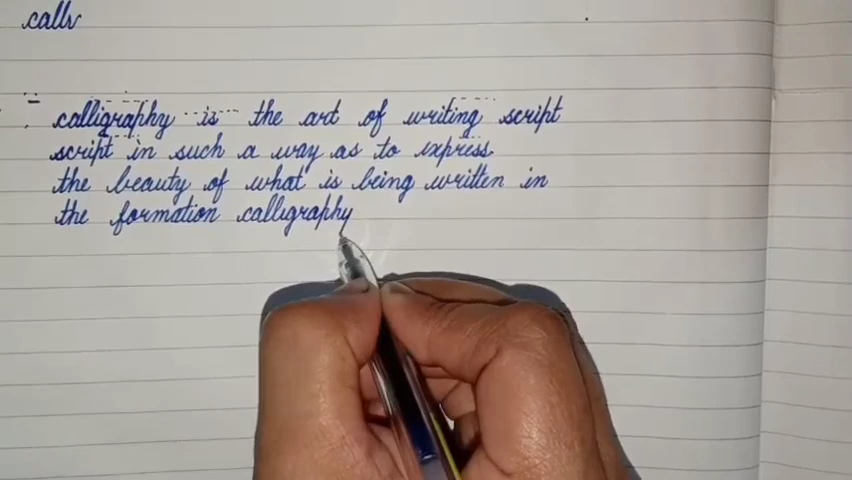 calli
calligraphy is the art of writing script
script in such a way as to express
the beauty of what is being written in
the formation calligraphy